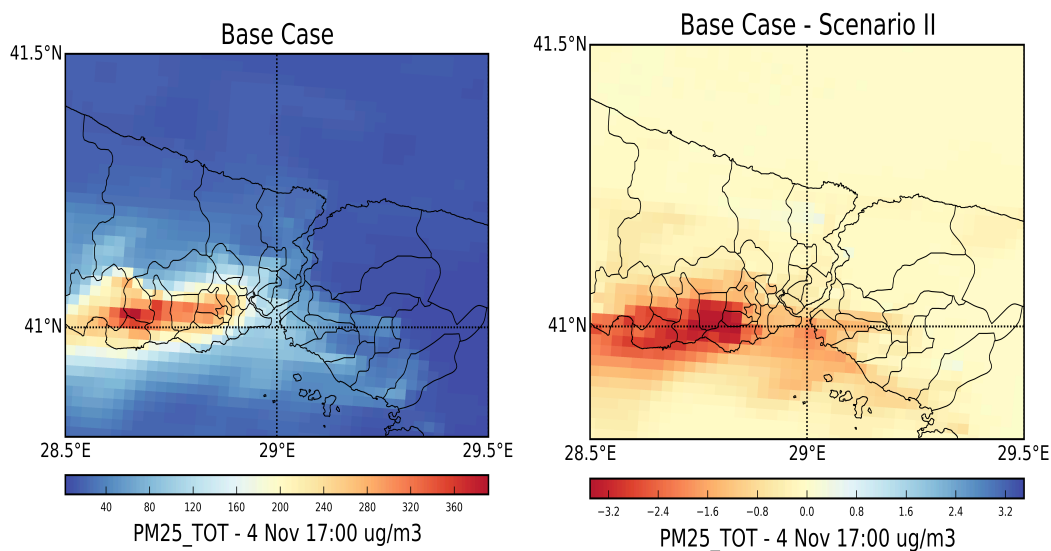 Base Case
41.5°N
41°N
28.5°E 29°E 29.5°E
40 80 120 160 200 240 280 320 360
PM25_TOT - 4 Nov 17:00 ug/m3
Base Case - Scenario II
41.5°N
41°N
28.5°E 29°E 29.5°E
−3.2 −2.4 −1.6 −0.8 0.0 0.8 1.6 2.4 3.2
PM25_TOT - 4 Nov 17:00 ug/m3